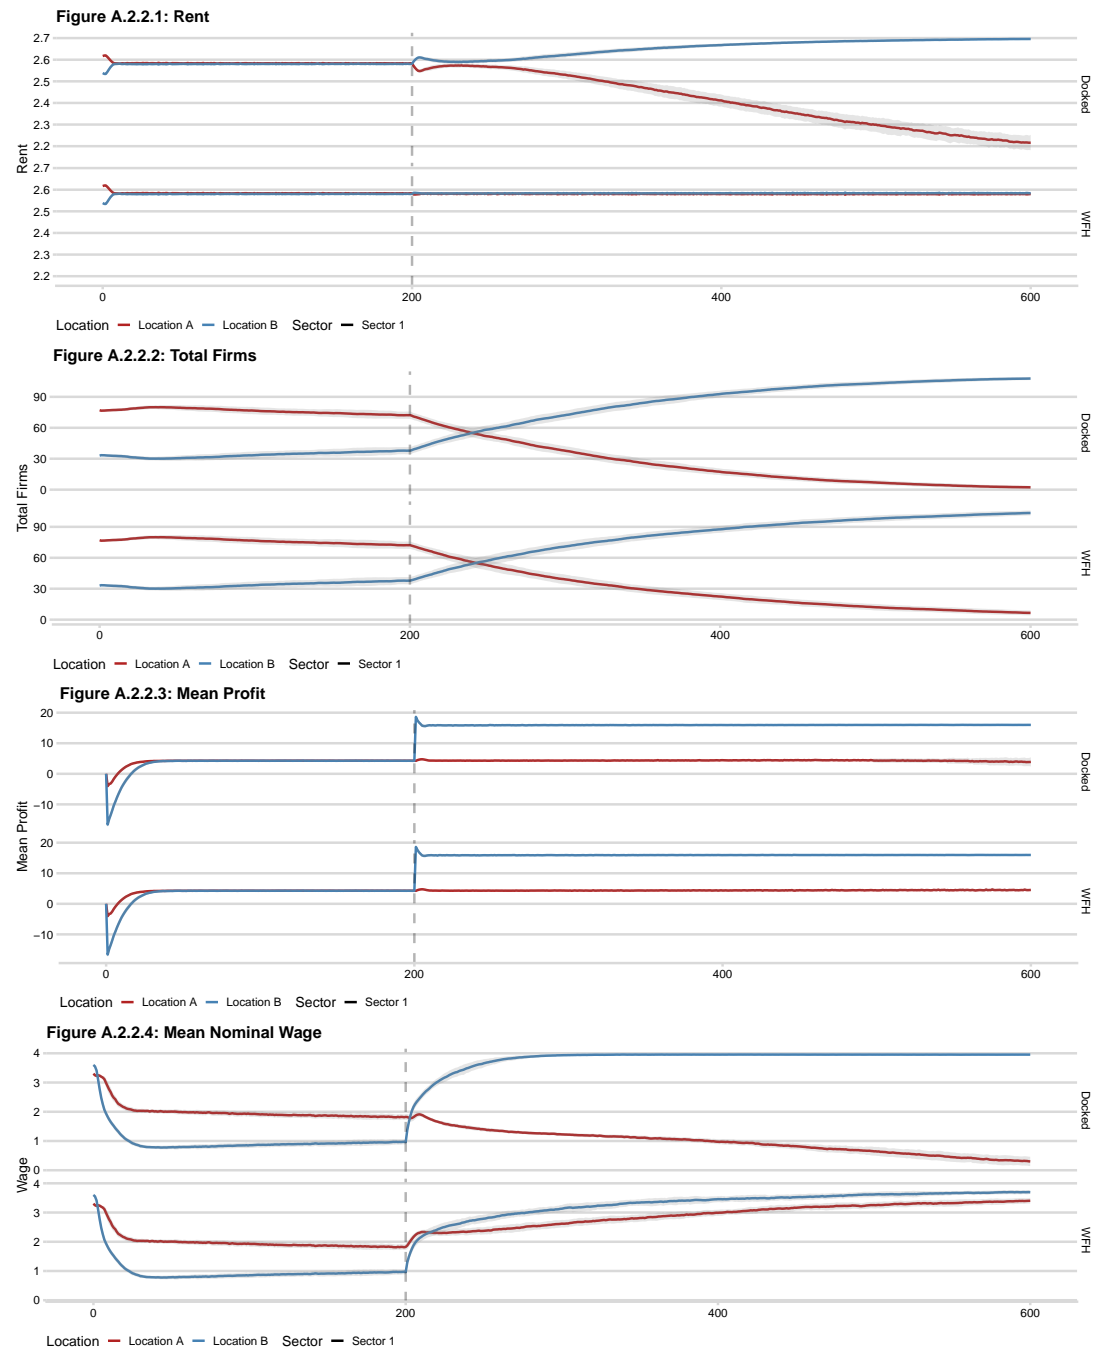 Figure A.2.2.1: Rent
2.7
2.6
2.5
2.4
2.3
2.2
Docked
Rent
2.7
2.6
2.5
2.4
2.3
2.2
WFH
0 200 400 600
Location Location A Location B Sector Sector 1
Figure A.2.2.2: Total Firms
90
60
30
0
Docked
Total Firms
90
60
30
0
WFH
0 200 400 600
Location Location A Location B Sector Sector 1
Figure A.2.2.3: Mean Profit
20
10
0
−10
Docked
Mean Profit
20
10
0
−10
WFH
0 200 400 600
Location Location A Location B Sector Sector 1
Figure A.2.2.4: Mean Nominal Wage
4
3
2
1
0
Docked
Wage
4
3
2
1
0
WFH
0 200 400 600
Location Location A Location B Sector Sector 1